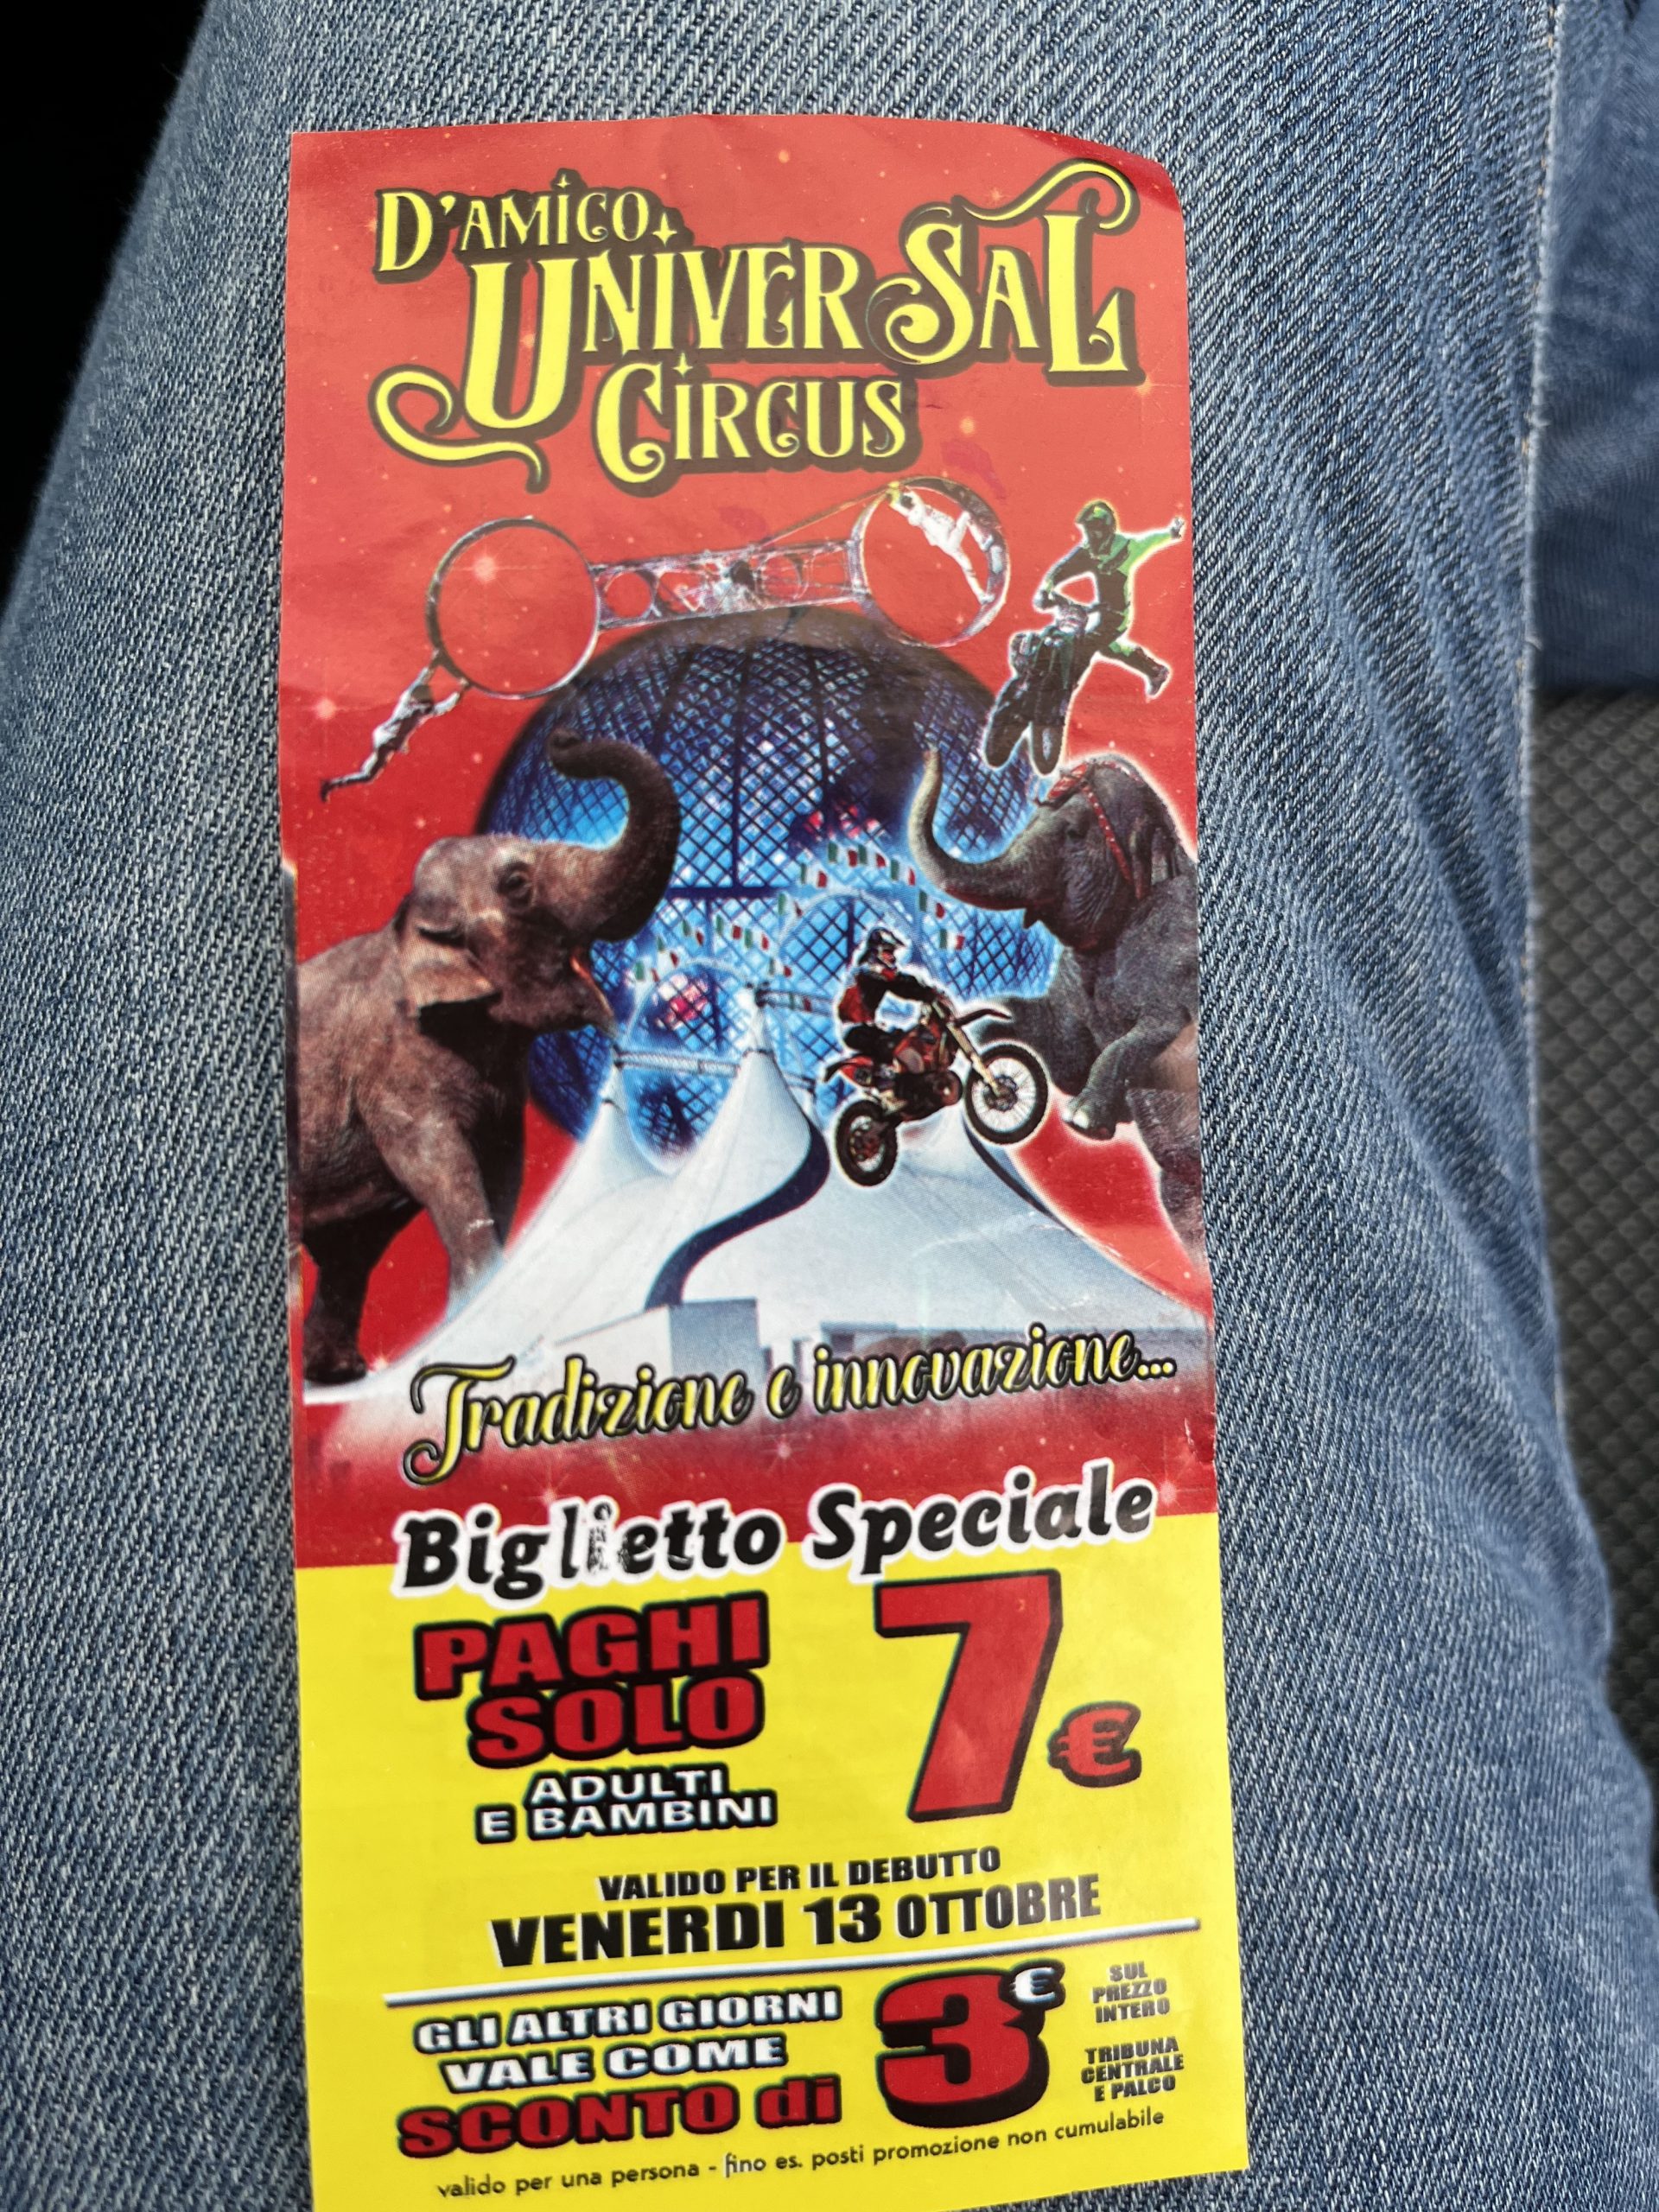 D'AMICO
UNIVERSAL
CIRCUS
Tradizione e innovazione...
Biglietto Speciale
PAGHI
SOLO
7€
ADULTI
E BAMBINI
VALIDO PER IL DEBUTTO
VENERDI 13 OTTOBRE
GLI ALTRI GIORNI
VALE COME
SCONTO di
3€
SUL
PREZZO
INTERO
TRIBUNA
CENTRALE
E PALCO
valido per una persona - fino es. posti promozione non cumulabile